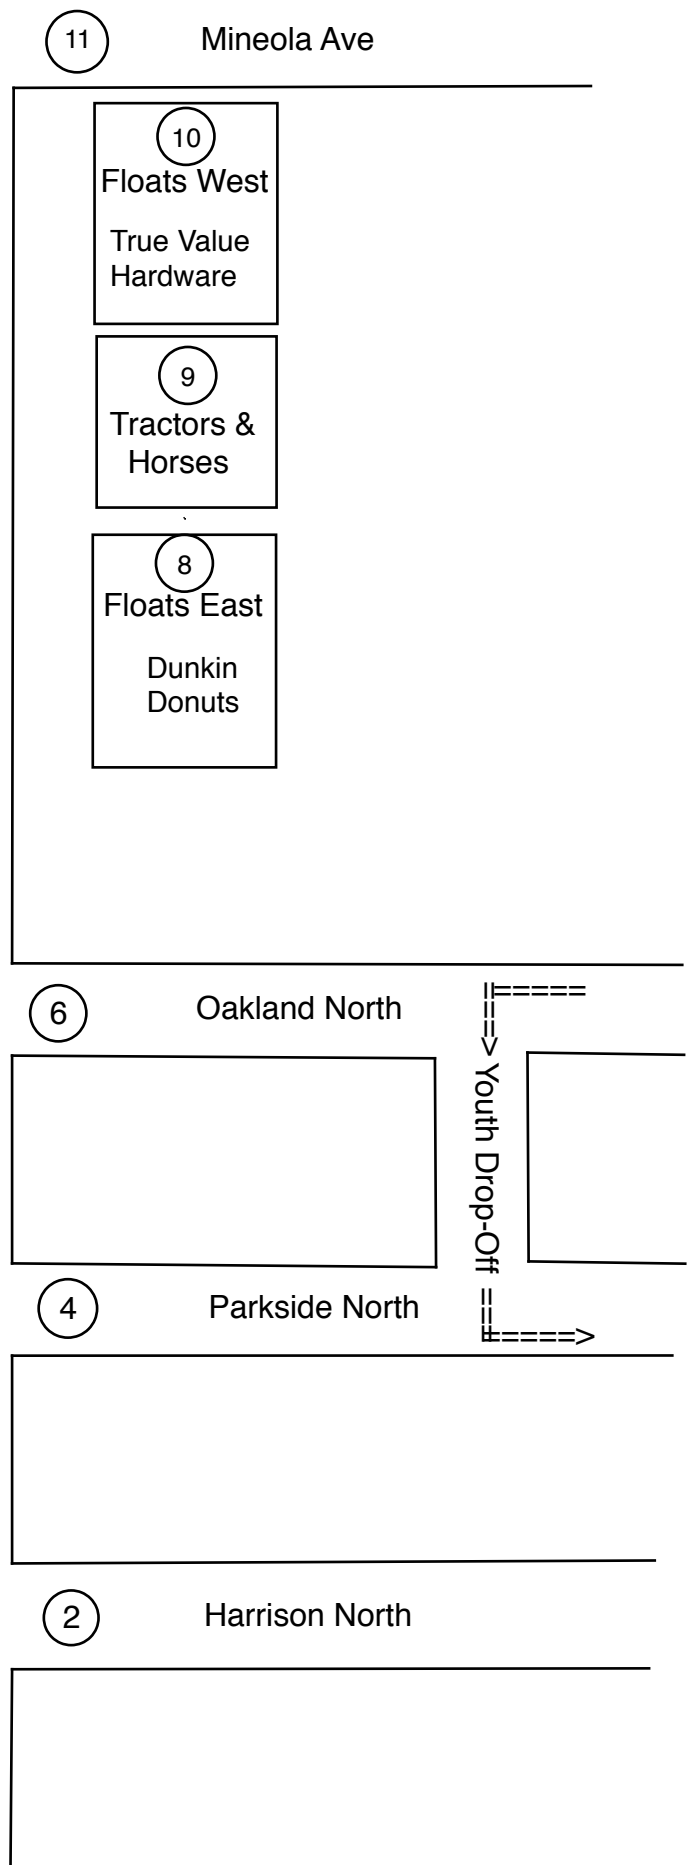 11 Mineola Ave
10
Floats West
True Value
Hardware
9
Tractors &
Horses
8
Floats East
Dunkin
Donuts
6 Oakland North
Youth Drop-Off
4 Parkside North
2 Harrison North